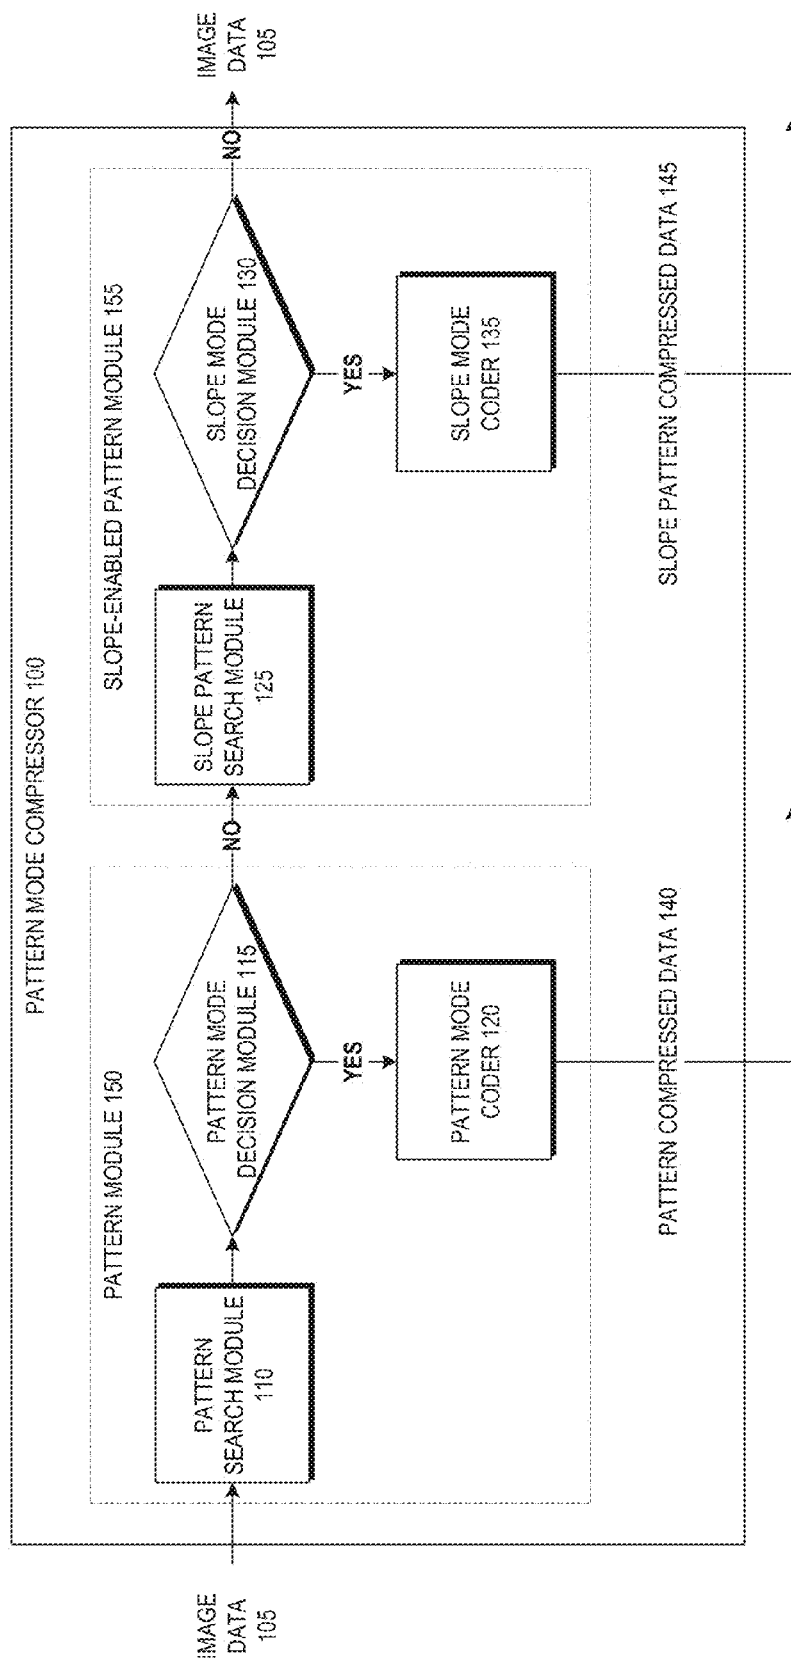 PATTERN MODE COMPRESSOR 100
PATTERN MODULE 150
SLOPE-ENABLED PATTERN MODULE 155
IMAGE
DATA
105
PATTERN
SEARCH MODULE
110
PATTERN MODE
DECISION MODULE 115
NO
SLOPE PATTERN
SEARCH MODULE
125
SLOPE MODE
DECISION MODULE 130
NO
IMAGE
DATA
105
YES
YES
PATTERN MODE
CODER 120
SLOPE MODE
CODER 135
PATTERN COMPRESSED DATA 140
SLOPE PATTERN COMPRESSED DATA 145